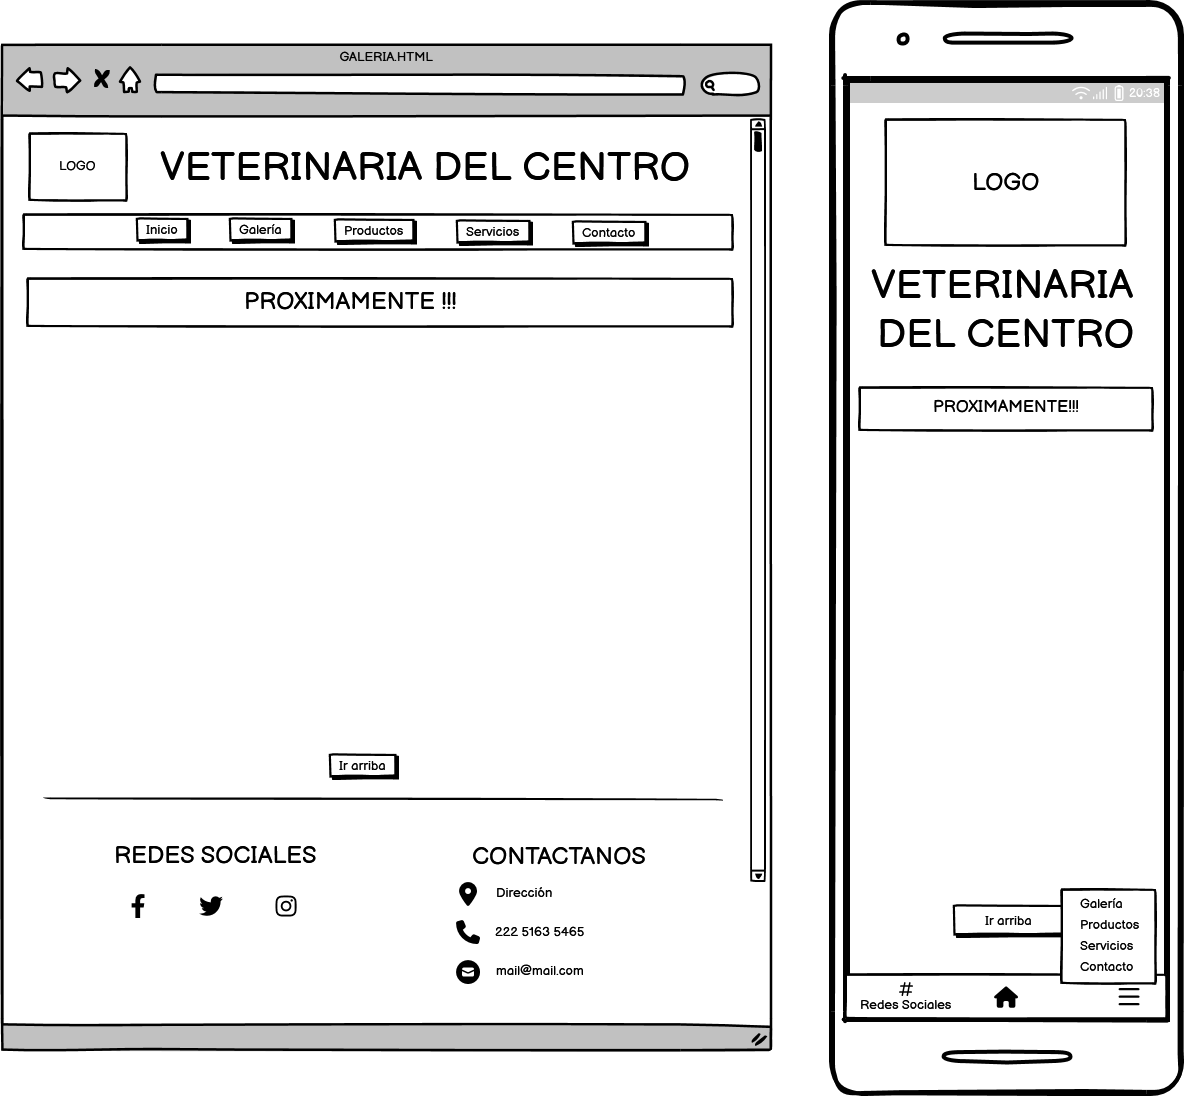 GALERIA.HTML
LOGO
VETERINARIA DEL CENTRO
Inicio
Galería
Productos
Servicios
Contacto
PROXIMAMENTE !!!
Ir arriba
REDES SOCIALES
CONTACTANOS
Dirección
222 5163 5465
mail@mail.com
20:38
LOGO
VETERINARIA
DEL CENTRO
PROXIMAMENTE!!!
Ir arriba
Galería
Productos
Servicios
Contacto
#
Redes Sociales